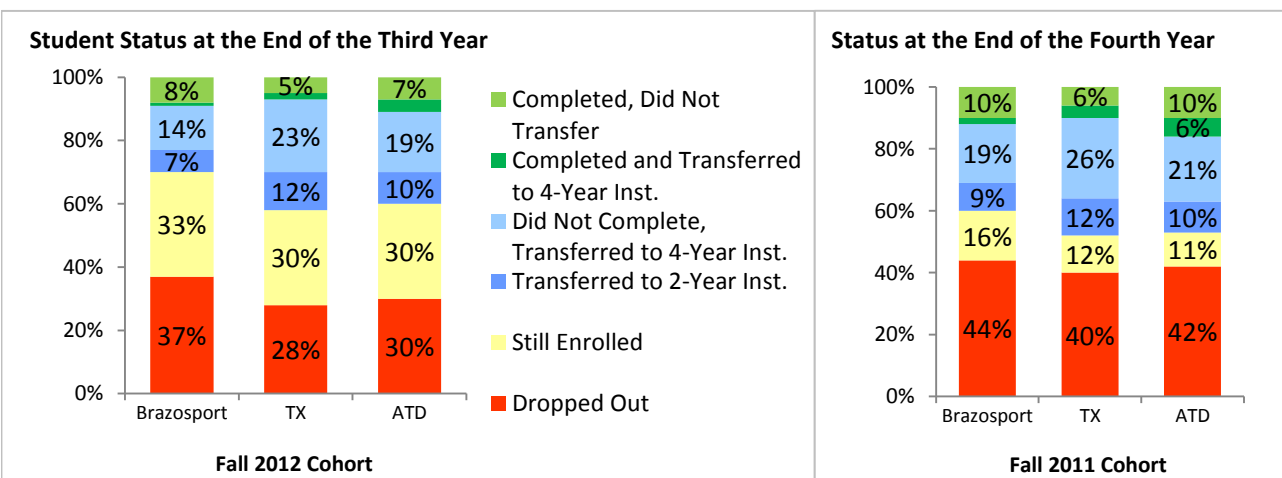 Student Status at the End of the Third Year
100%
80%
60%
40%
20%
0%
8%
14%
7%
33%
37%
5%
23%
12%
30%
28%
7%
19%
10%
30%
30%
Brazosport
TX
ATD
Fall 2012 Cohort
Completed, Did Not
Transfer
Completed and Transferred
to 4-Year Inst.
Did Not Complete,
Transferred to 4-Year Inst.
Transferred to 2-Year Inst.
Still Enrolled
Dropped Out
Status at the End of the Fourth Year
100%
80%
60%
40%
20%
0%
10%
19%
9%
16%
44%
6%
26%
12%
12%
40%
10%
6%
21%
10%
11%
42%
Brazosport
TX
ATD
Fall 2011 Cohort